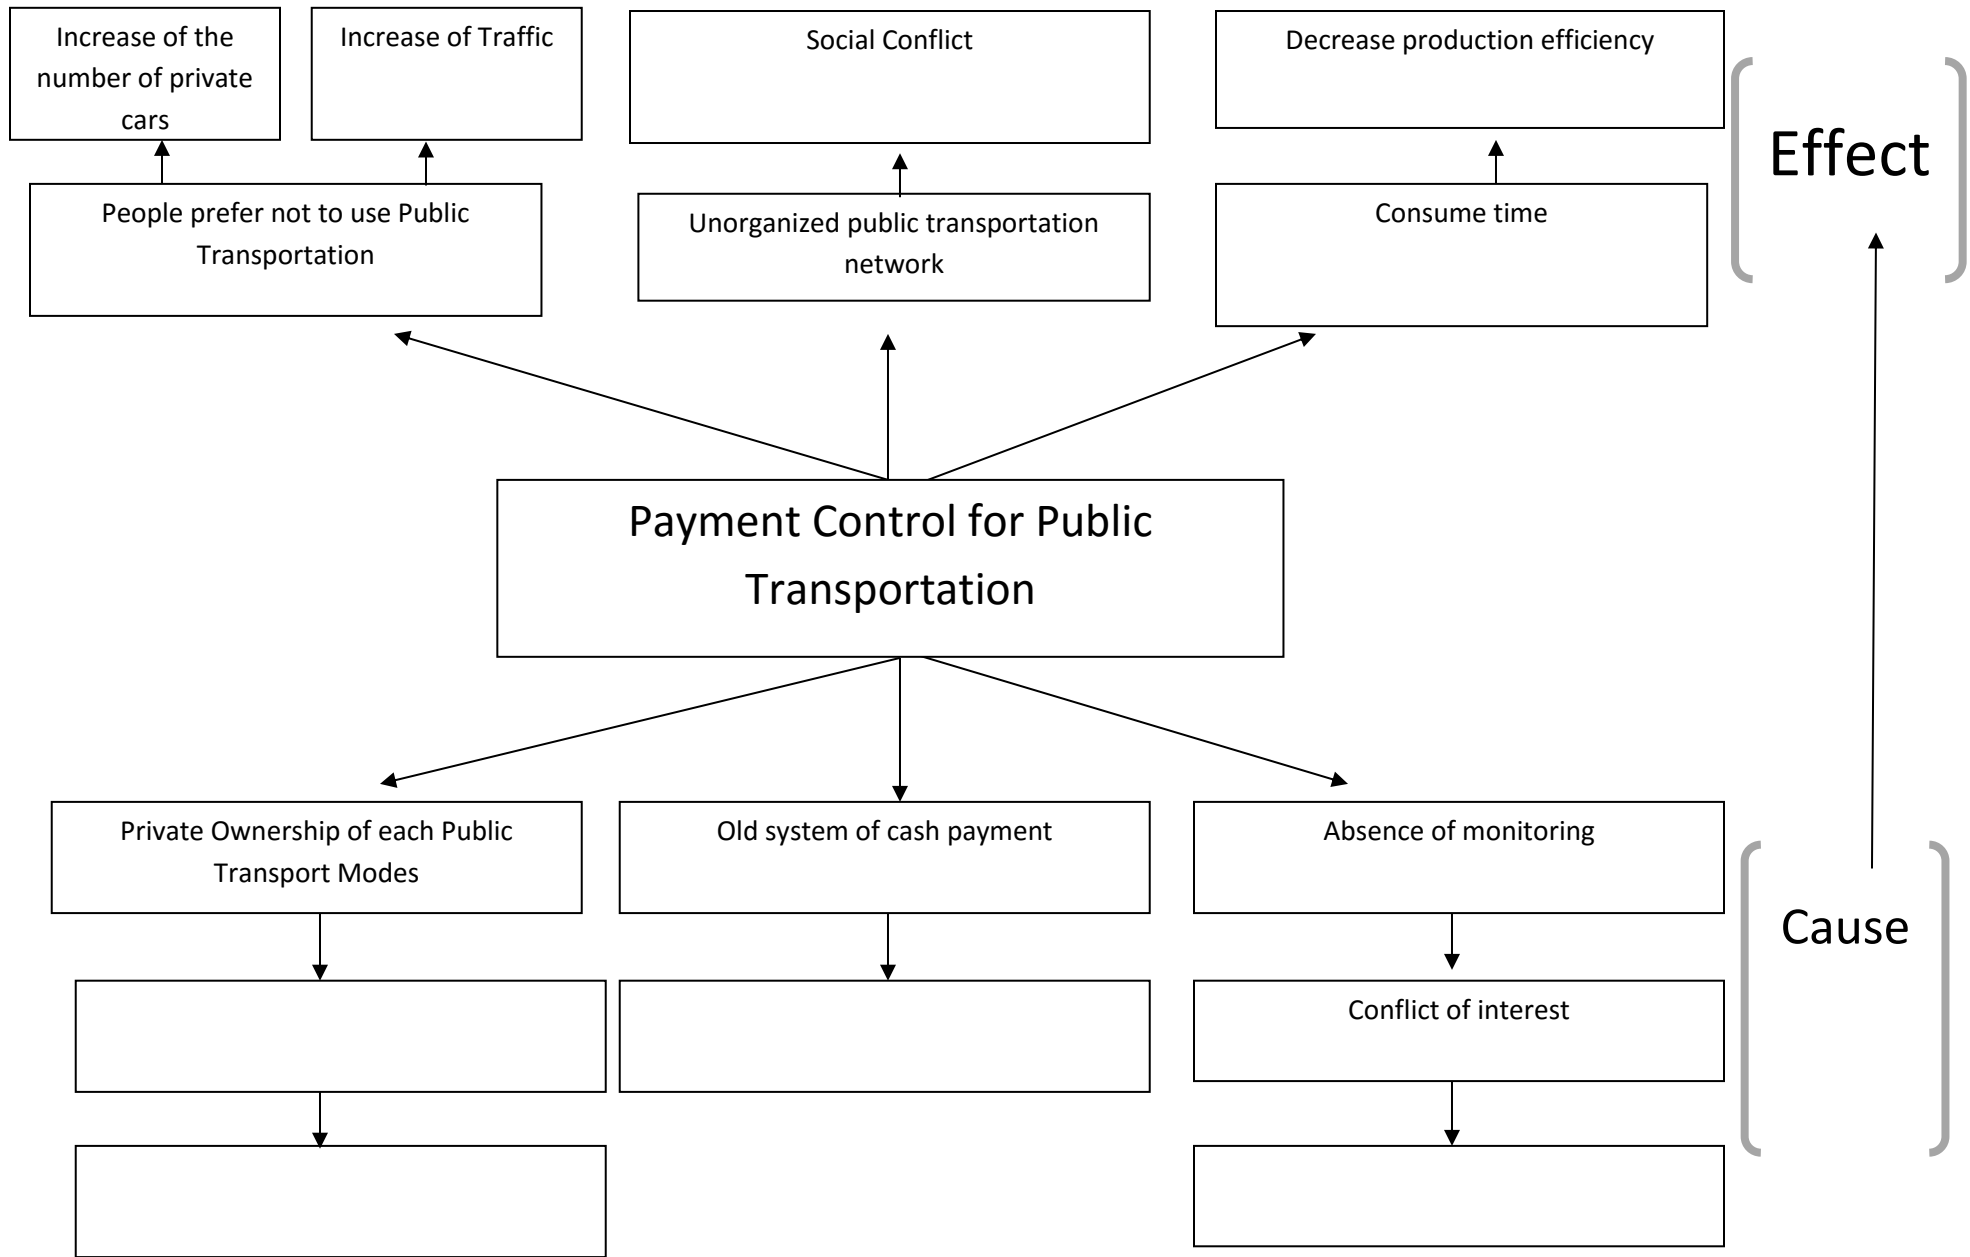 Increase of the
number of private
cars
Increase of Traffic
Social Conflict
Decrease production efficiency
Effect
People prefer not to use Public
Transportation
Unorganized public transportation
network
Consume time
Payment Control for Public
Transportation
Private Ownership of each Public
Transport Modes
Old system of cash payment
Absence of monitoring
Cause
Conflict of interest